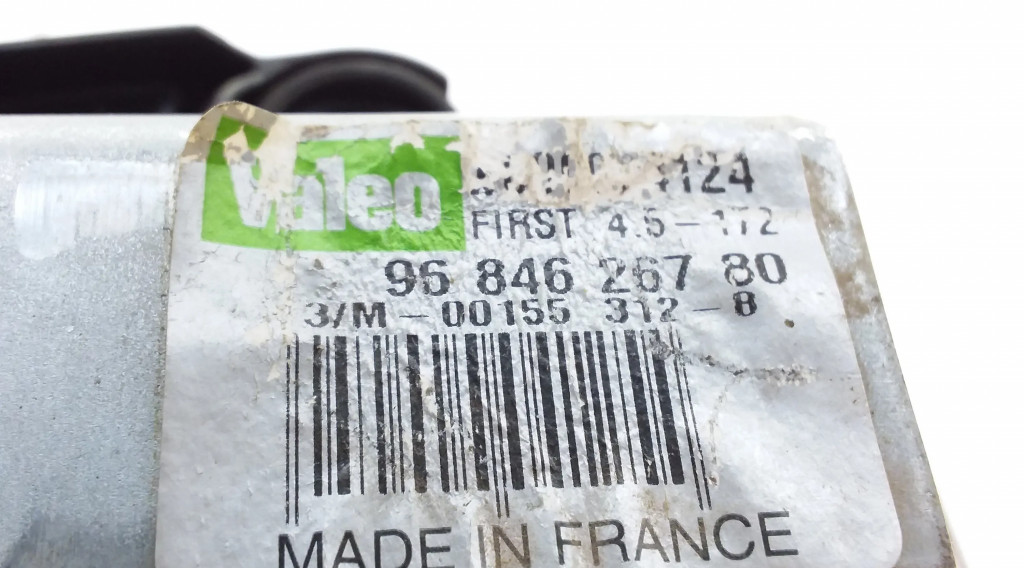 Valeo
FIRST 4.5-172
96 846 267 80
3/M-00155 312-8
MADE IN FRANCE